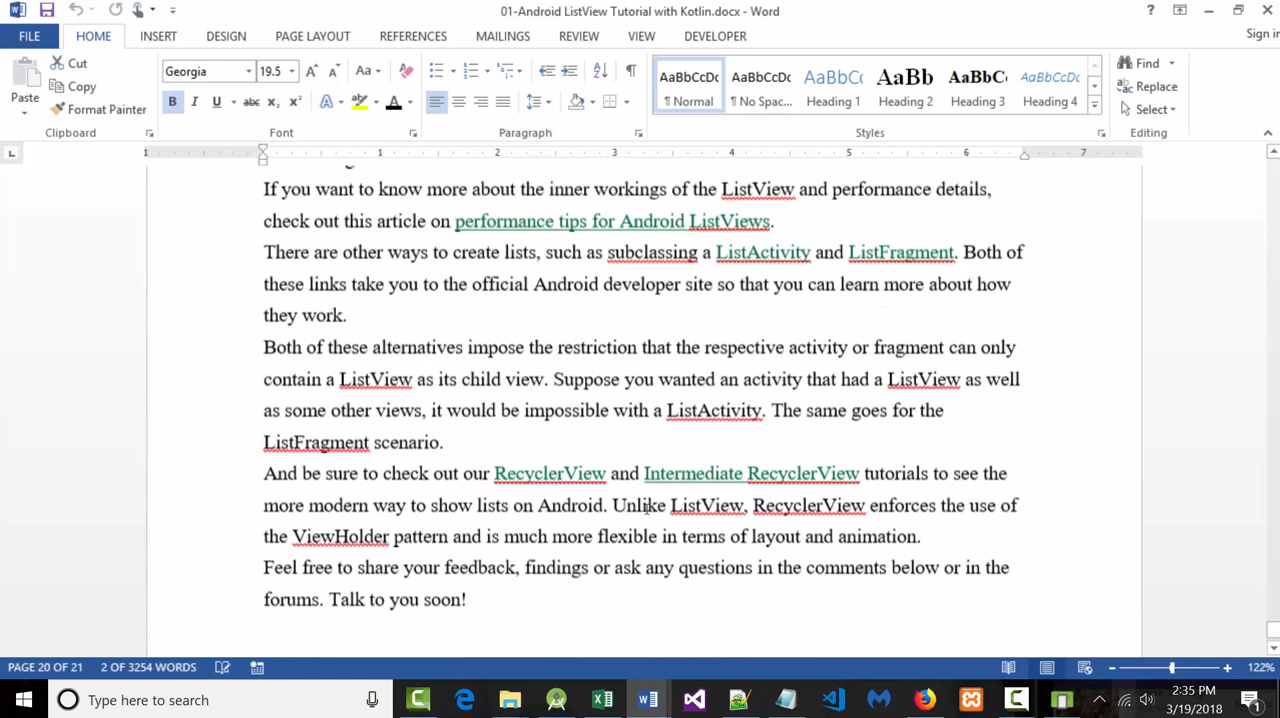 01-Android ListView Tutorial with Kotlin.docx - Word
FILE HOME INSERT DESIGN PAGE LAYOUT REFERENCES MAILINGS REVIEW VIEW DEVELOPER Sign in
Paste Cut Copy Format Painter
Georgia 19.5
AaBbCcDc AaBbCcDc AaBbCc AaBb AaBbC. AaBbCcD
¶ Normal ¶ No Spac... Heading 1 Heading 2 Heading 3 Heading 4
Find Replace Select
Clipboard Font Paragraph Styles Editing
1 1 2 3 4 5 6 7
If you want to know more about the inner workings of the ListView and performance details,
check out this article on performance tips for Android ListViews.
There are other ways to create lists, such as subclassing a ListActivity and ListFragment. Both of
these links take you to the official Android developer site so that you can learn more about how
they work.
Both of these alternatives impose the restriction that the respective activity or fragment can only
contain a ListView as its child view. Suppose you wanted an activity that had a ListView as well
as some other views, it would be impossible with a ListActivity. The same goes for the
ListFragment scenario.
And be sure to check out our RecyclerView and Intermediate RecyclerView tutorials to see the
more modern way to show lists on Android. Unlike ListView, RecyclerView enforces the use of
the ViewHolder pattern and is much more flexible in terms of layout and animation.
Feel free to share your feedback, findings or ask any questions in the comments below or in the
forums. Talk to you soon!
PAGE 20 OF 21 2 OF 3254 WORDS 122%
Type here to search
2:35 PM
3/19/2018